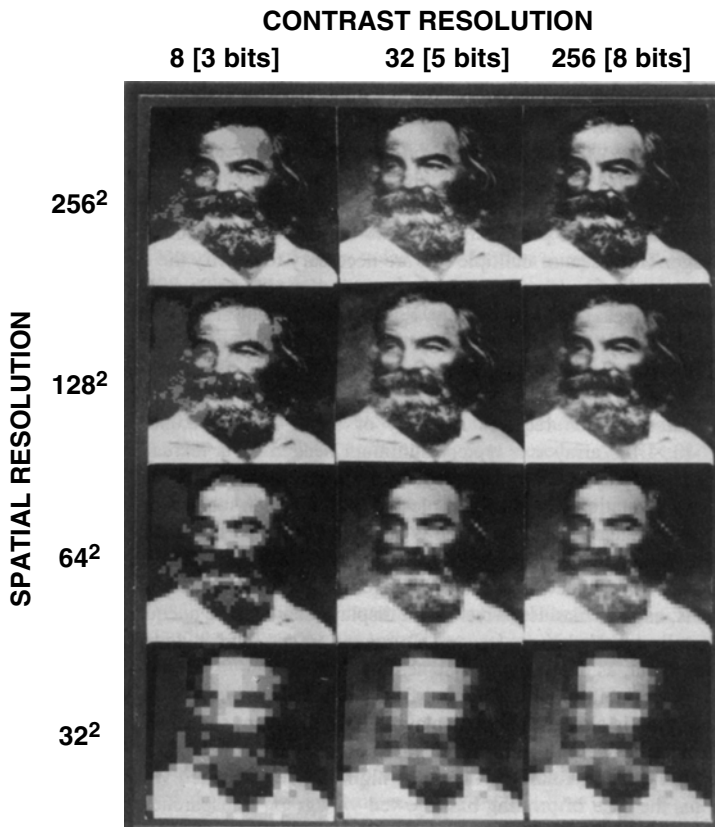 CONTRAST RESOLUTION
8 [3 bits] 32 [5 bits] 256 [8 bits]
SPATIAL RESOLUTION
256²
128²
64²
32²